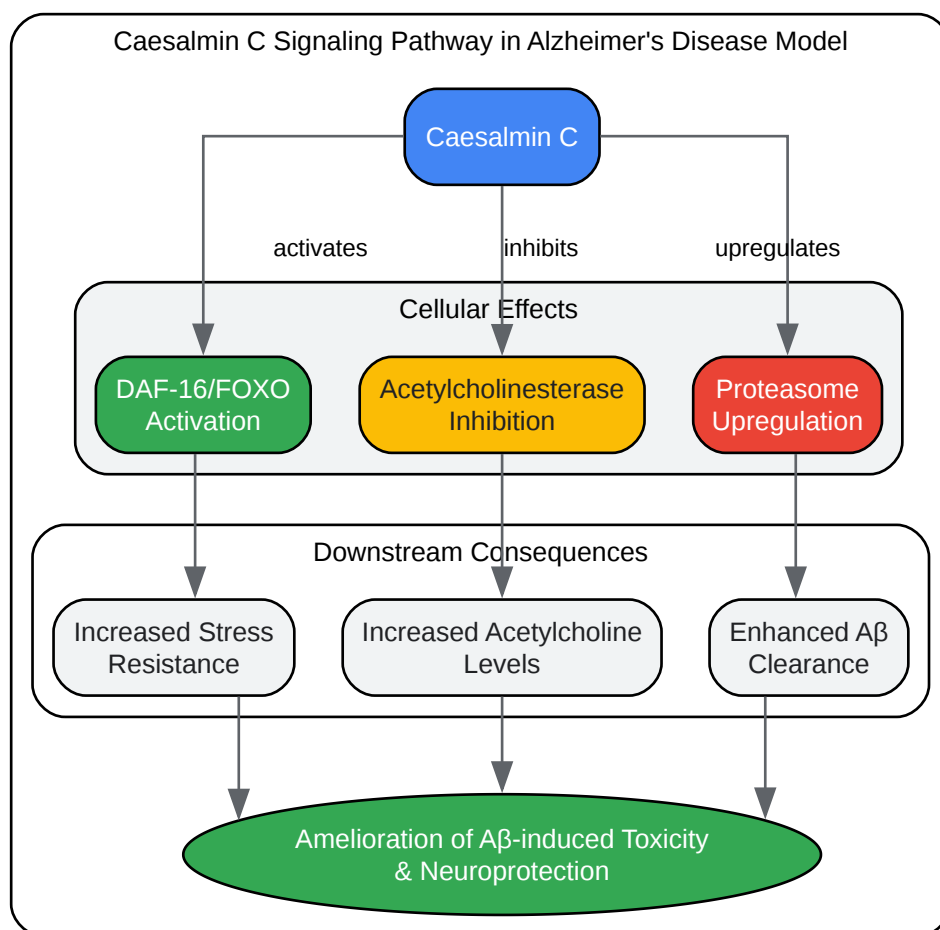 Caesalmin C Signaling Pathway in Alzheimer's Disease Model
Caesalmin C
activates
inhibits
upregulates
Cellular Effects
DAF-16/FOXO
Activation
Acetylcholinesterase
Inhibition
Proteasome
Upregulation
Downstream Consequences
Increased Stress
Resistance
Increased Acetylcholine
Levels
Enhanced Aβ
Clearance
Amelioration of Aβ-induced Toxicity
& Neuroprotection